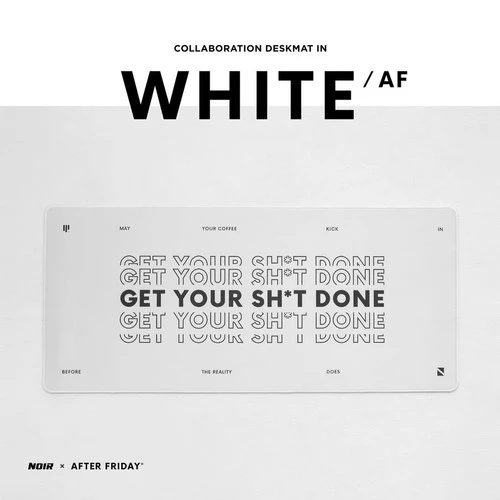 COLLABORATION DESKMAT IN
WHITE / AF
MAY YOUR COFFEE KICK IN
GET YOUR SH*T DONE
GET YOUR SH*T DONE
GET YOUR SH*T DONE
GET YOUR SH*T DONE
GET YOUR SH*T DONE
BEFORE THE REALITY DOES
NOIR × AFTER FRIDAY®